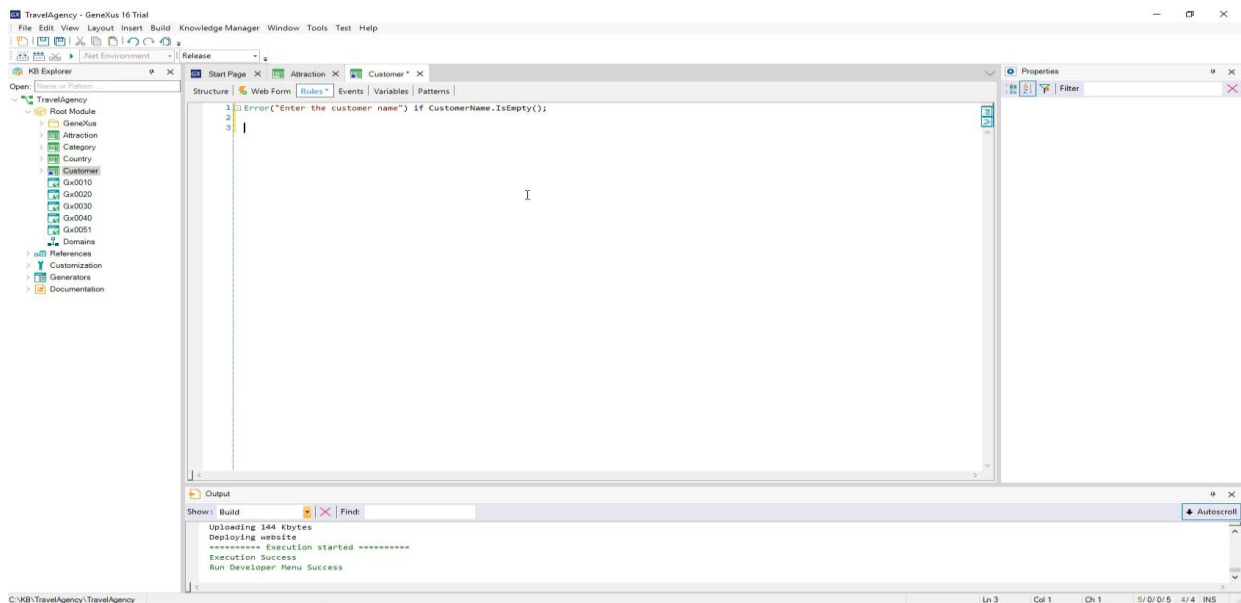 TravelAgency - GeneXus 16 Trial
File Edit View Layout Insert Build Knowledge Manager Window Tools Test Help
.Net Environment Release
KB Explorer
Open: Name or Pattern ...
TravelAgency
Root Module
GeneXus
Attraction
Category
Country
Customer
Gx0010
Gx0020
Gx0030
Gx0040
Gx0051
Domains
References
Customization
Generators
Documentation
Start Page Attraction Customer *
Structure Web Form Rules * Events Variables Patterns
1 Error("Enter the customer name") if CustomerName.IsEmpty();
2
3
Properties
Filter
Output
Show: Build Find:
Autoscroll
Uploading 144 Kbytes
Deploying website
========== Execution started ==========
Execution Success
Run Developer Menu Success
C:\KB\TravelAgency\TravelAgency Ln 3 Col 1 Ch 1 5/0/0/5 4/4 INS